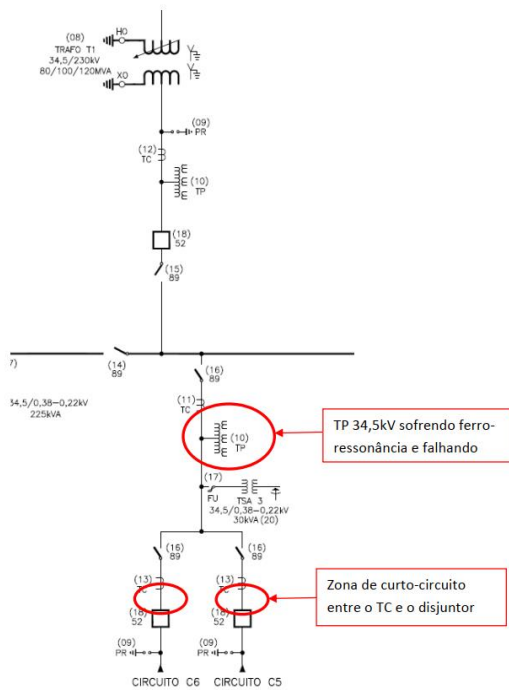 (08)
TRAFO T1
34,5/230kV
80/100/120MVA
H0
X0
(09)
PR
(12)
TC
(10)
TP
(18)
52
(15)
89
7)
(14)
89
(16)
89
34,5/0,38-0,22kV
225kVA
(11)
TC
(10)
TP
TP 34,5kV sofrendo ferro-
ressonância e falhando
(17)
FU
TSA 3
34,5/0,38-0,22kV
30kVA (20)
(16)
89
(16)
89
(13)
TC
(13)
TC
Zona de curto-circuito
entre o TC e o disjuntor
(18)
52
(18)
52
(09)
PR
(09)
PR
CIRCUITO C6
CIRCUITO C5